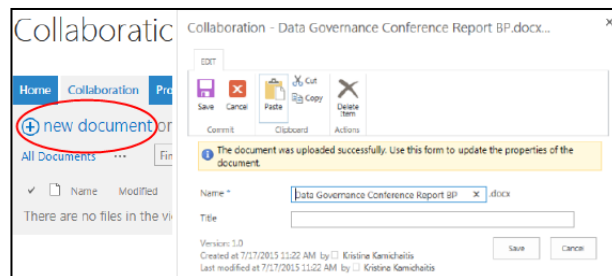 Collaboratic
Home Collaboration Pro
new document or
All Documents ... Fin
Name Modified
There are no files in the vi
Collaboration - Data Governance Conference Report BP.docx...
EDIT
Save Cancel Paste Cut Copy Delete Item
Commit Clipboard Actions
The document was uploaded successfully. Use this form to update the properties of the
document.
Name * Data Governance Conference Report BP .docx
Title
Version: 1.0
Created at 7/17/2015 11:22 AM by Kristina Kamichaitis
Last modified at 7/17/2015 11:22 AM by Kristina Kamichaitis
Save Cancel